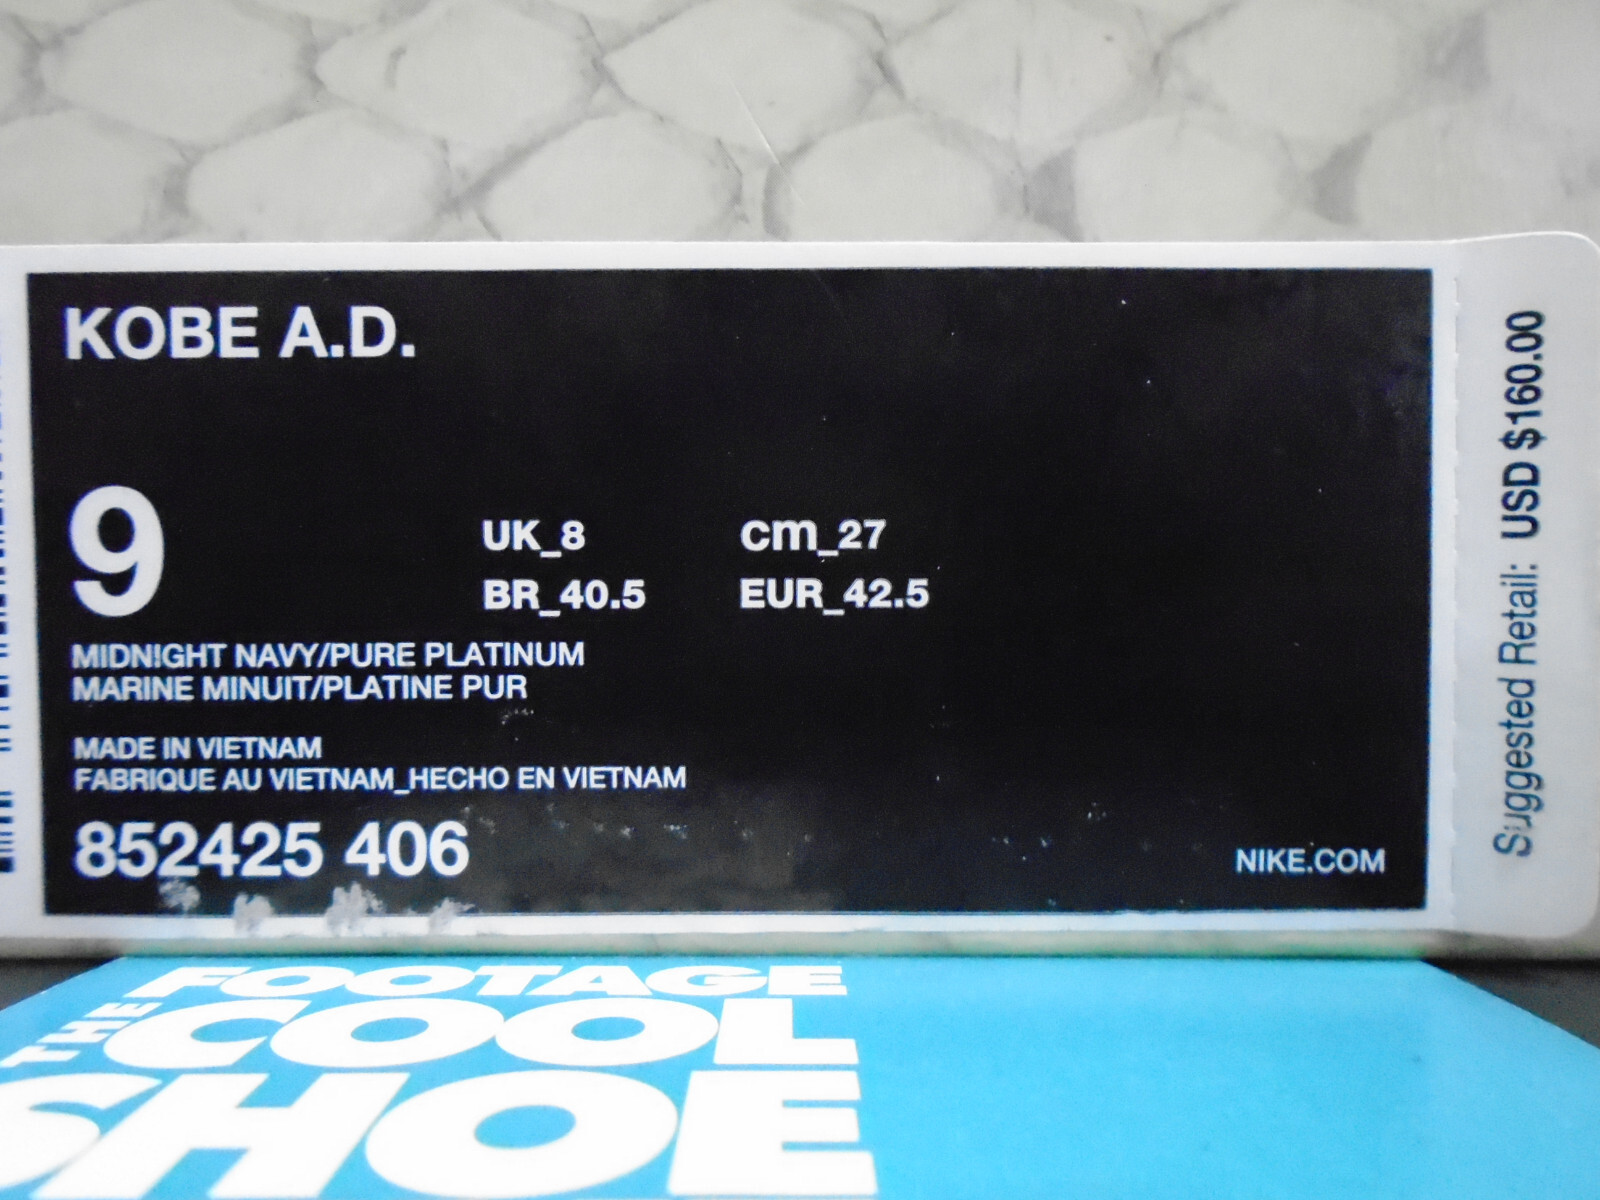 KOBE A.D.
9
UK_8 cm_27
BR_40.5 EUR_42.5
MIDNIGHT NAVY/PURE PLATINUM
MARINE MINUIT/PLATINE PUR
MADE IN VIETNAM
FABRIQUE AU VIETNAM_HECHO EN VIETNAM
852425 406
NIKE.COM
Suggested Retail: USD $160.00
FOOTAGE
THE COOL
SHOE